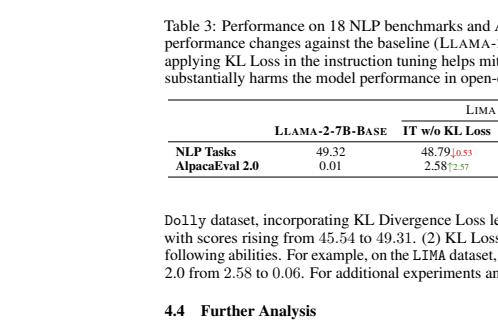 Table 3: Performance on 18 NLP benchmarks and
performance changes against the baseline (LLAMA-
applying KL Loss in the instruction tuning helps
substantially harms the model performance in
LIMA
LLAMA-2-7B-BASE IT w/o KL Loss
NLP Tasks 49.32 48.79↓0.53
AlpacaEval 2.0 0.01 2.58↑2.57
Dolly dataset, incorporating KL Divergence Loss
with scores rising from 45.54 to 49.31. (2) KL Loss
following abilities. For example, on the LIMA dataset,
2.0 from 2.58 to 0.06. For additional experiments
4.4 Further Analysis